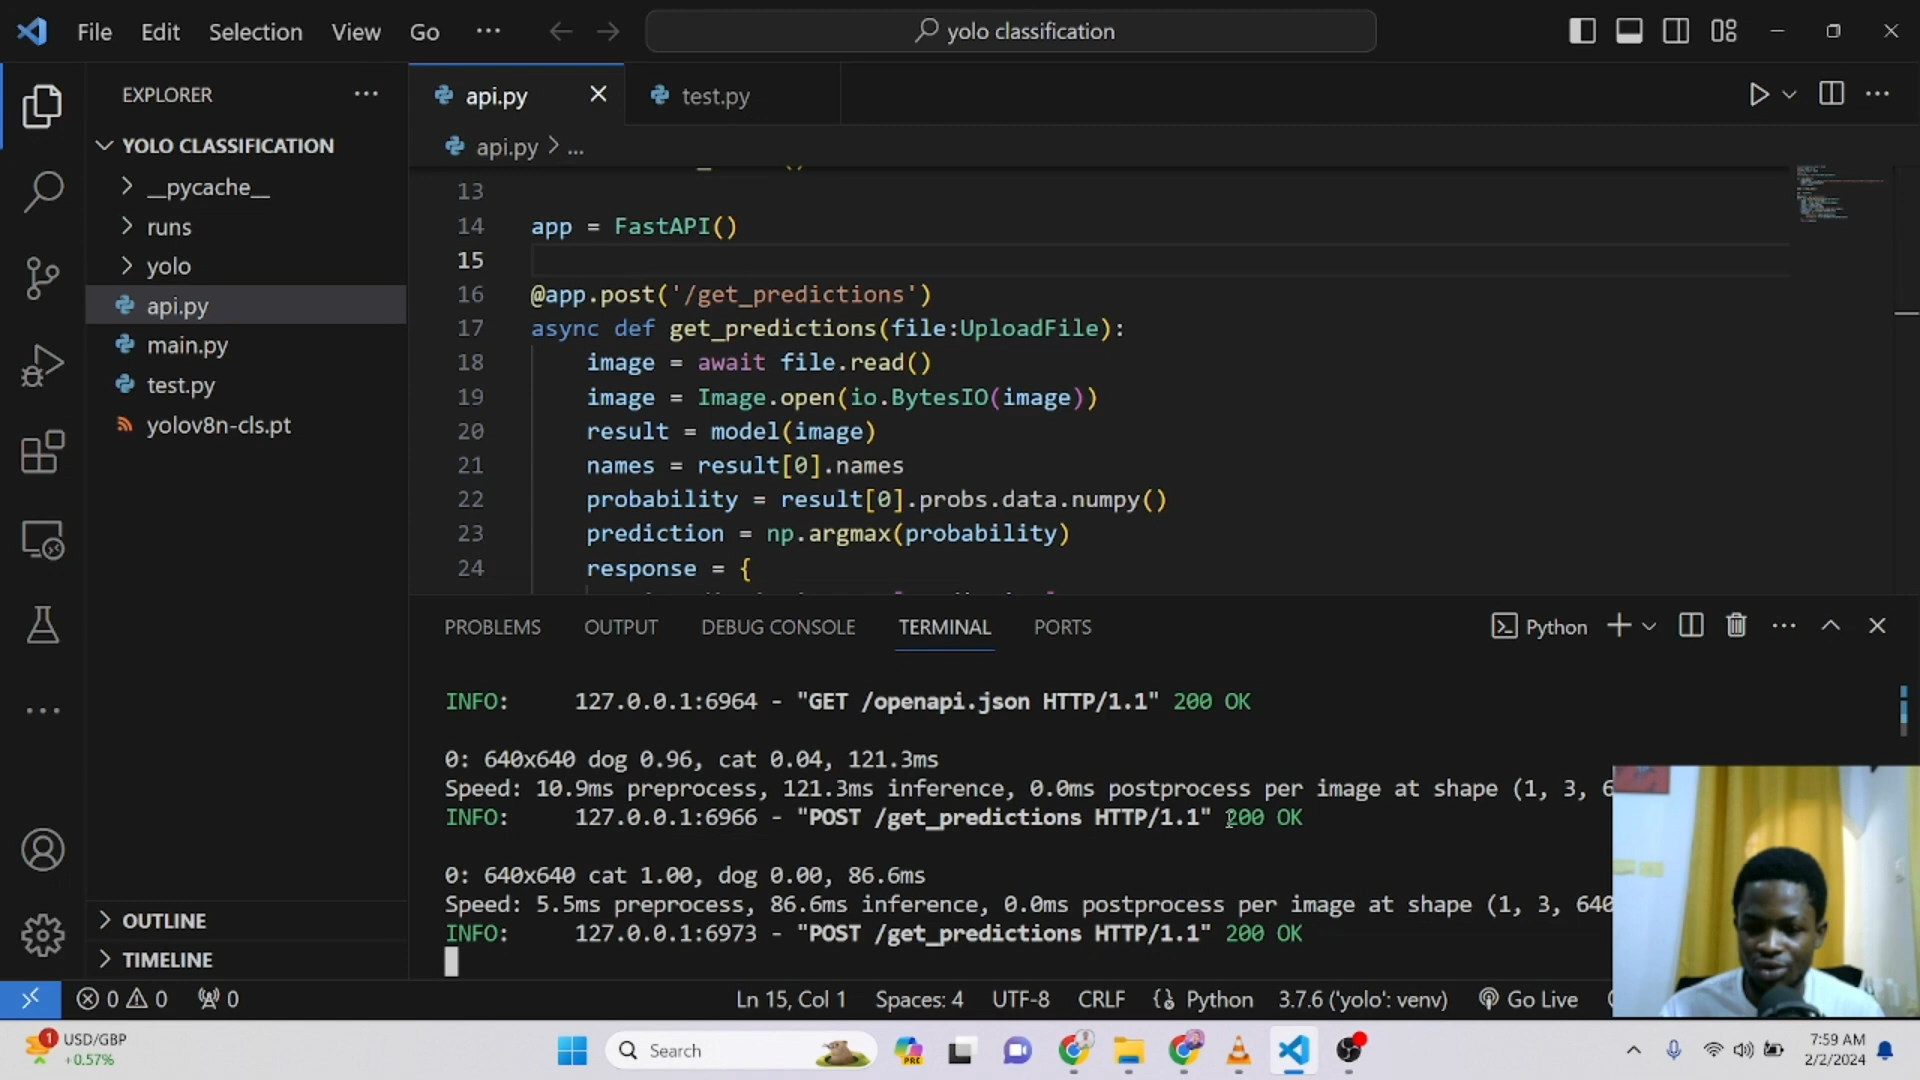 File Edit Selection View Go ···
yolo classification
EXPLORER ···
YOLO CLASSIFICATION
__pycache__
runs
yolo
api.py
main.py
test.py
yolov8n-cls.pt
OUTLINE
TIMELINE
api.py test.py
api.py > ...
13
14 app = FastAPI()
15
16 @app.post('/get_predictions')
17 async def get_predictions(file:UploadFile):
18 image = await file.read()
19 image = Image.open(io.BytesIO(image))
20 result = model(image)
21 names = result[0].names
22 probability = result[0].probs.data.numpy()
23 prediction = np.argmax(probability)
24 response = {
PROBLEMS OUTPUT DEBUG CONSOLE TERMINAL PORTS Python
INFO: 127.0.0.1:6964 - "GET /openapi.json HTTP/1.1" 200 OK
0: 640x640 dog 0.96, cat 0.04, 121.3ms
Speed: 10.9ms preprocess, 121.3ms inference, 0.0ms postprocess per image at shape (1, 3, 6
INFO: 127.0.0.1:6966 - "POST /get_predictions HTTP/1.1" 200 OK
0: 640x640 cat 1.00, dog 0.00, 86.6ms
Speed: 5.5ms preprocess, 86.6ms inference, 0.0ms postprocess per image at shape (1, 3, 640
INFO: 127.0.0.1:6973 - "POST /get_predictions HTTP/1.1" 200 OK
0 0 0 Ln 15, Col 1 Spaces: 4 UTF-8 CRLF Python 3.7.6 ('yolo': venv) Go Live
1 USD/GBP
+0.57%
Search
PRE
7:59 AM
2/2/2024